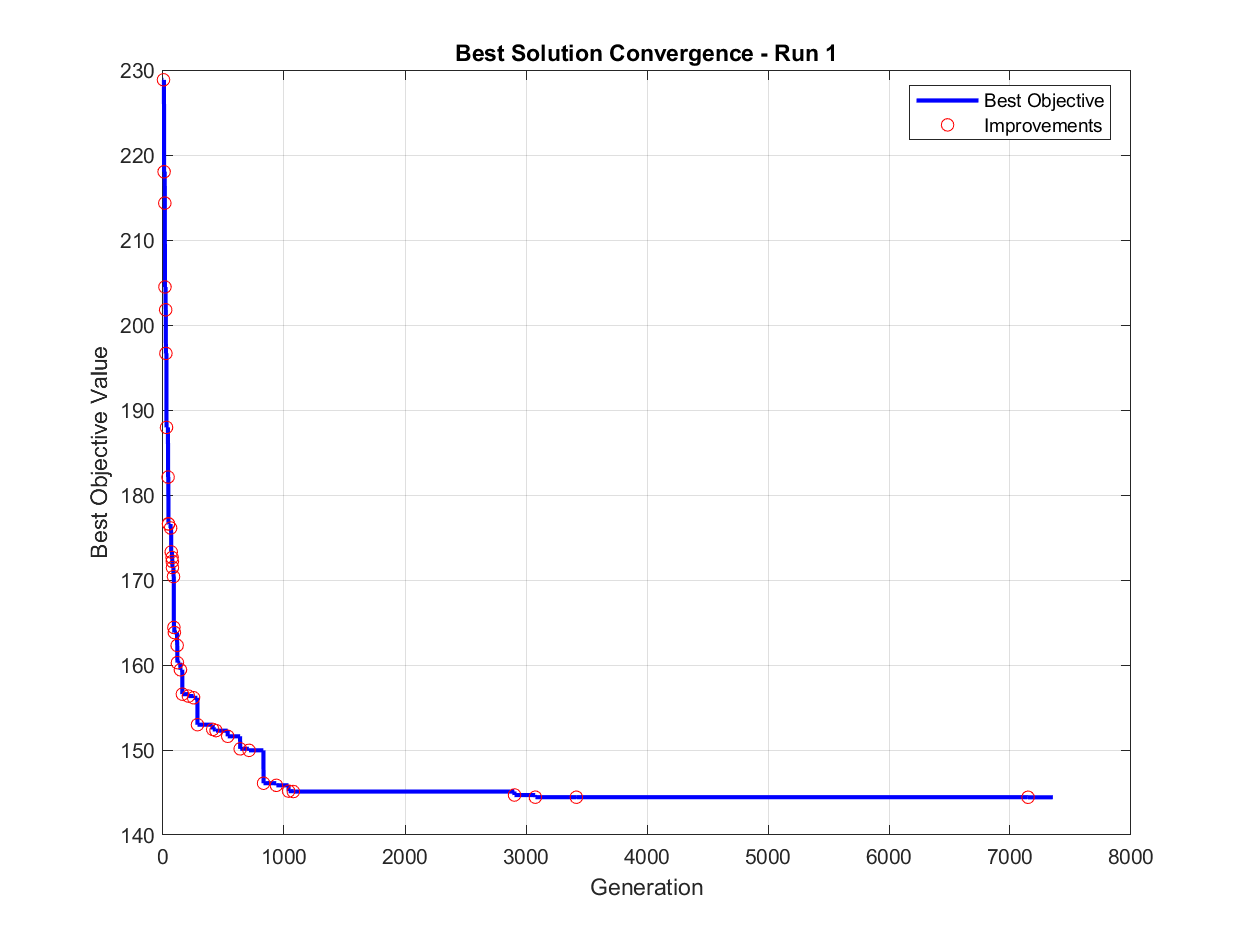 Best Solution Convergence - Run 1
230
220
210
200
190
180
170
160
150
140
Best Objective Value
Best Objective
Improvements
0 1000 2000 3000 4000 5000 6000 7000 8000
Generation